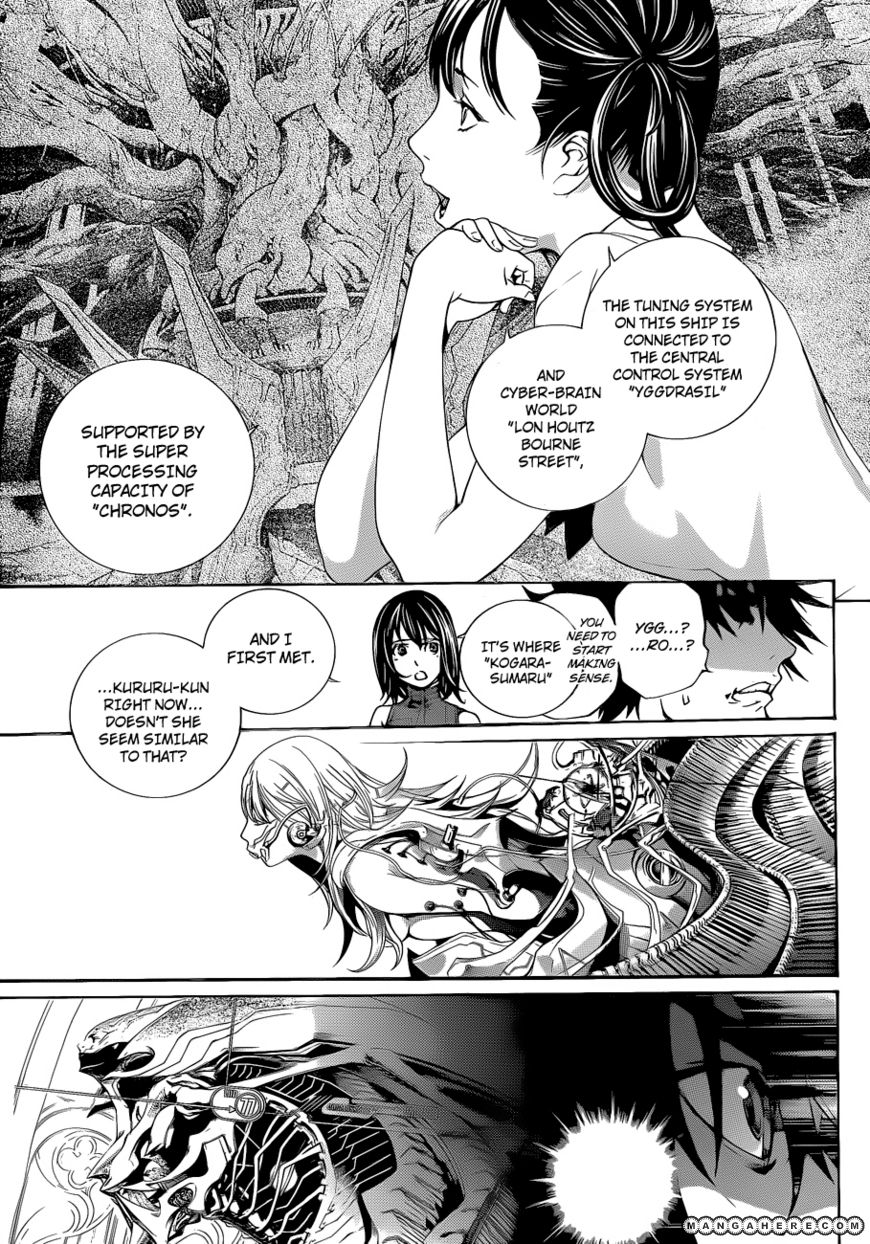 THE TUNING SYSTEM
ON THIS SHIP IS
CONNECTED TO
THE CENTRAL
CONTROL SYSTEM
"YGGDRASIL"
AND
CYBER-BRAIN
WORLD
"LON HOUTZ
BOURNE
STREET",
SUPPORTED BY
THE SUPER
PROCESSING
CAPACITY OF
"CHRONOS".
YGG...?
...RO...?
YOU
NEED TO
START
MAKING
SENSE.
IT'S WHERE
"KOGARA-
SUMARU"
AND I
FIRST MET.
...KURURU-KUN
RIGHT NOW...
DOESN'T SHE
SEEM SIMILAR
TO THAT?
MANGAHERE.COM